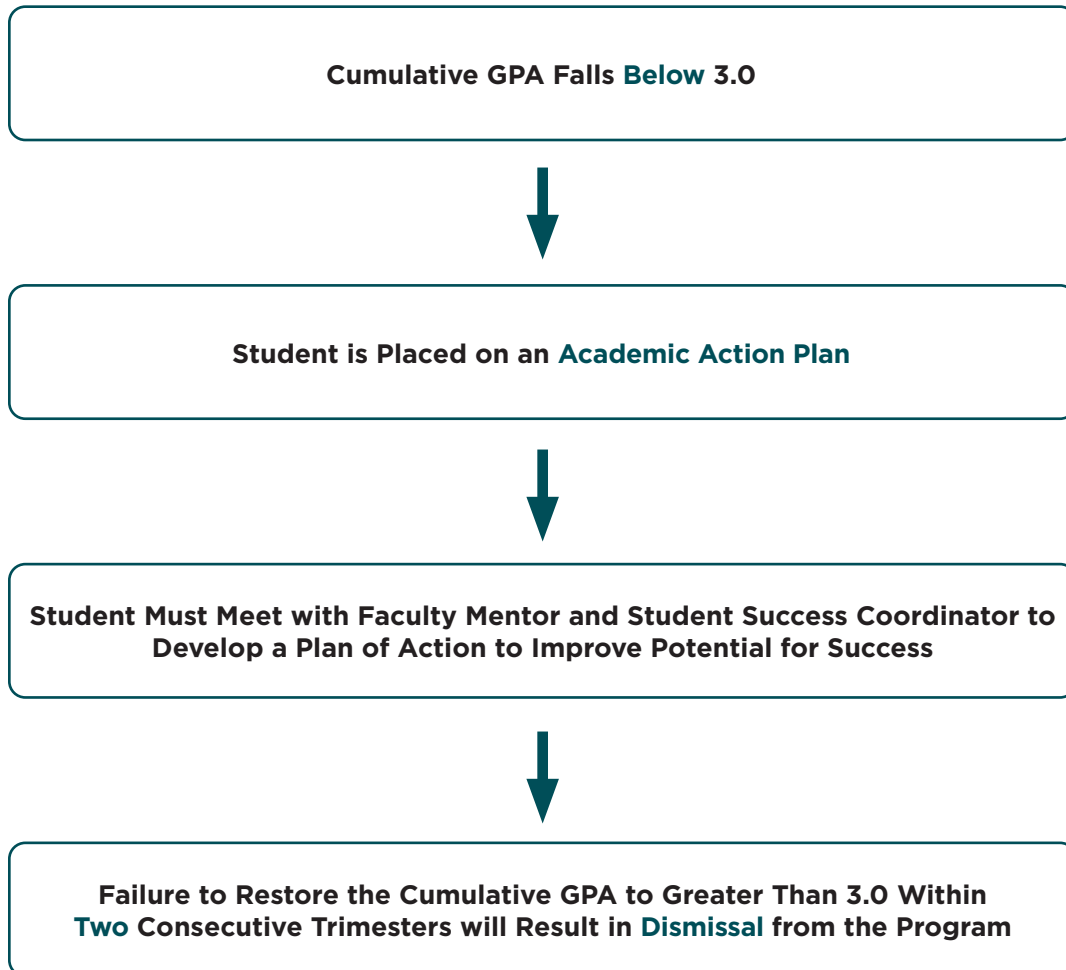 Cumulative GPA Falls Below 3.0
Student is Placed on an Academic Action Plan
Student Must Meet with Faculty Mentor and Student Success Coordinator to
Develop a Plan of Action to Improve Potential for Success
Failure to Restore the Cumulative GPA to Greater Than 3.0 Within
Two Consecutive Trimesters will Result in Dismissal from the Program